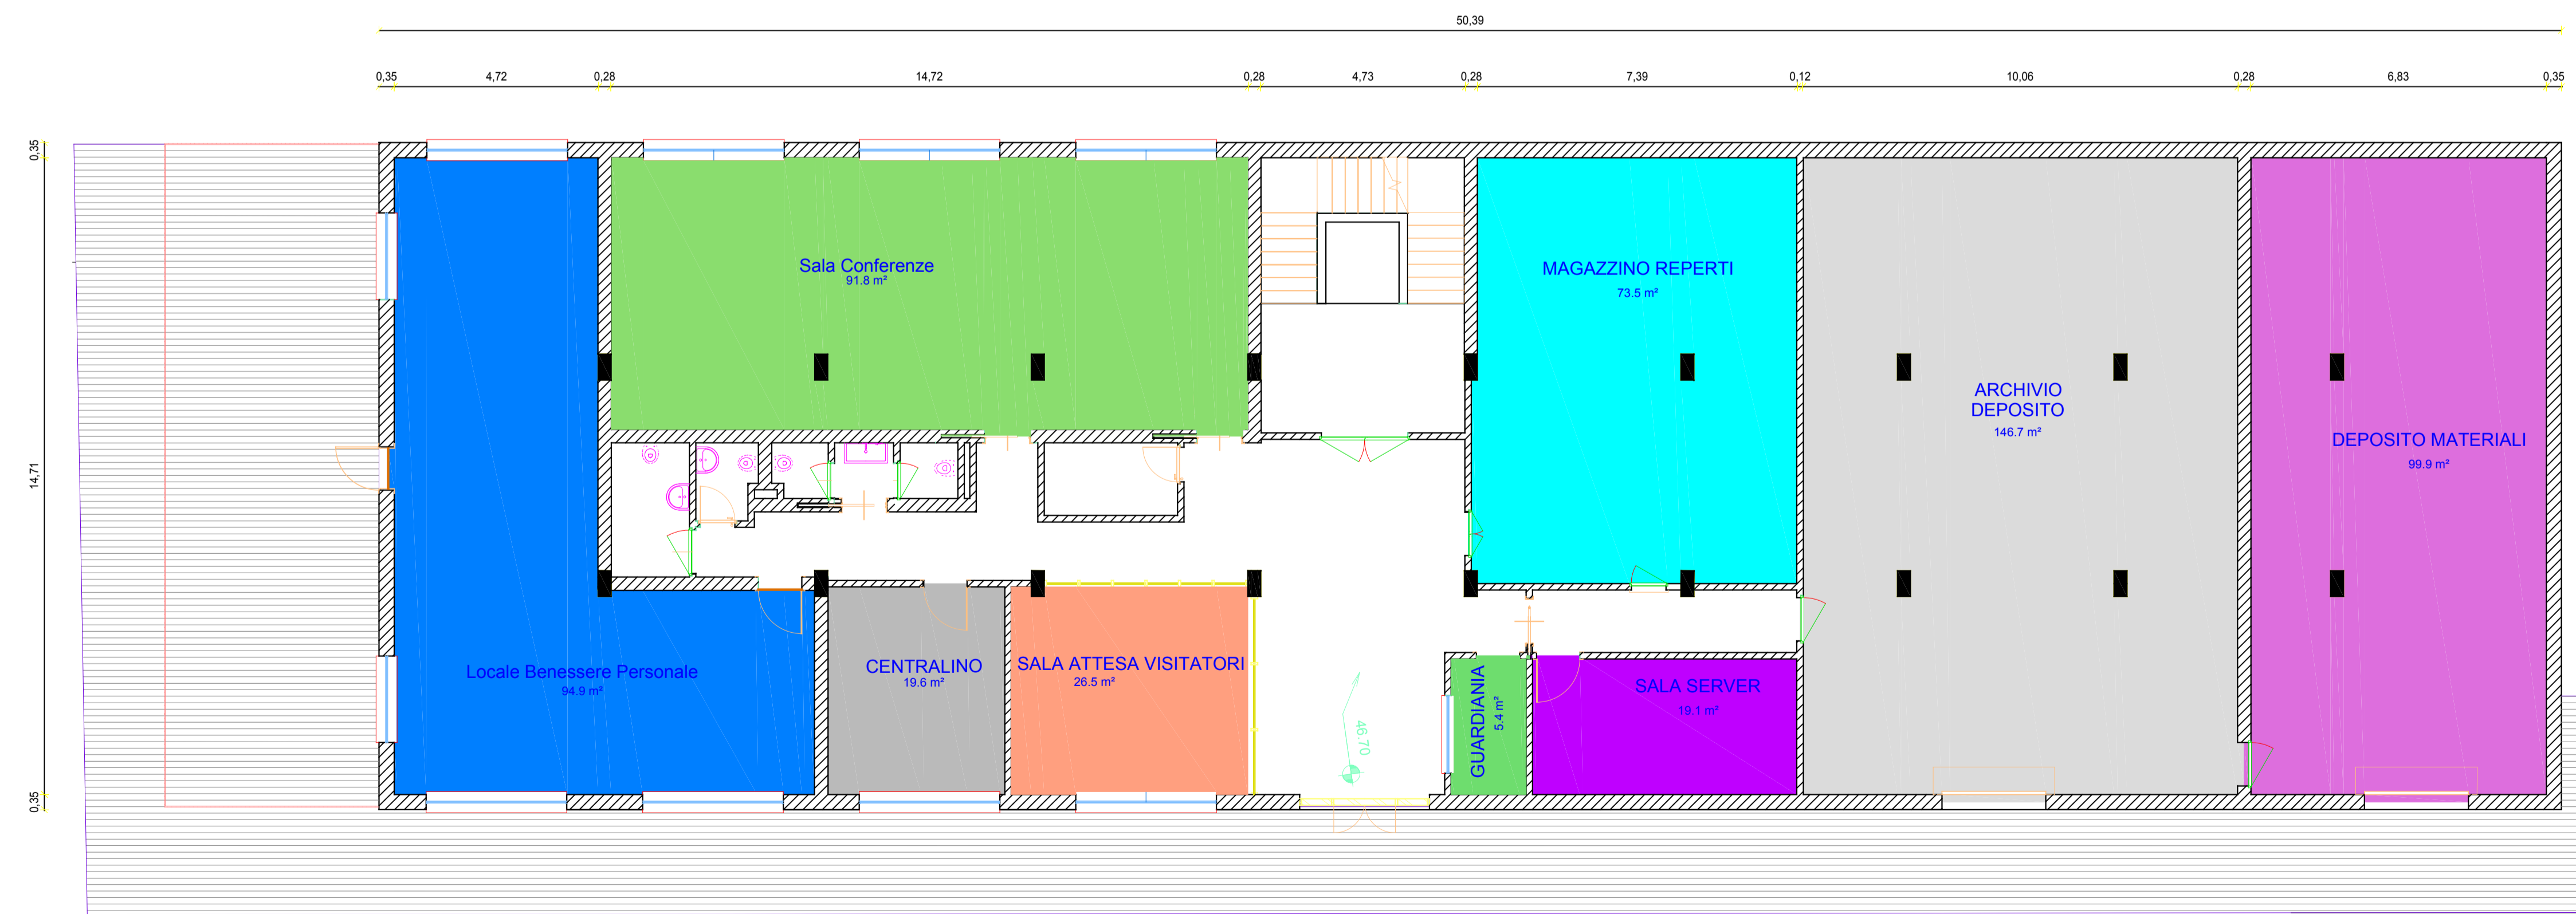 50,39
0,35
4,72
0,28
14,72
0,28
4,73
0,28
7,39
0,12
10,06
0,28
6,83
0,35
0,35
14,71
0,35
Sala Conferenze
91.8 m²
MAGAZZINO REPERTI
73.5 m²
ARCHIVIO
DEPOSITO
146.7 m²
DEPOSITO MATERIALI
99.9 m²
Locale Benessere Personale
94.9 m²
CENTRALINO
19.6 m²
SALA ATTESA VISITATORI
26.5 m²
46.70
GUARDIANIA
5.4 m²
SALA SERVER
19.1 m²